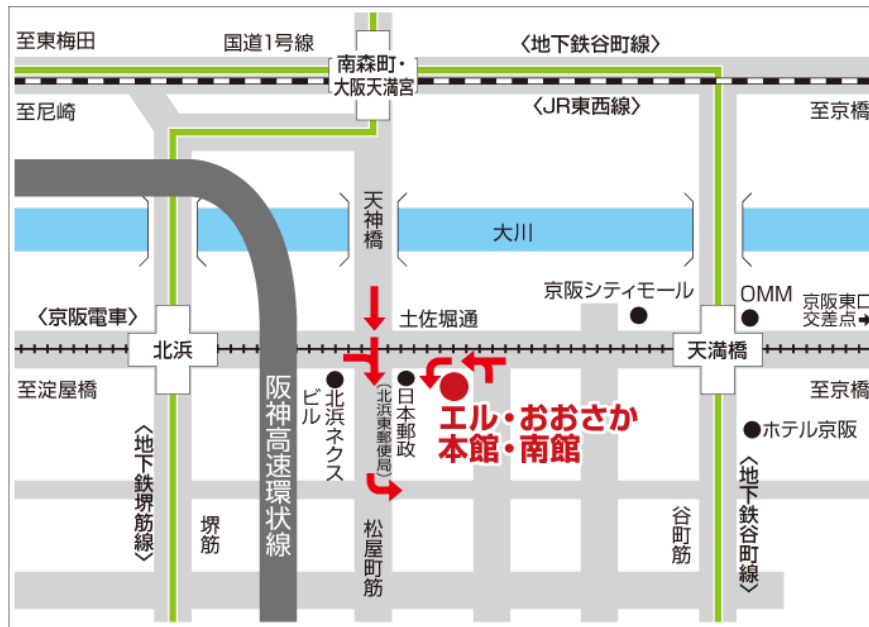 至東梅田
国道1号線
〈地下鉄谷町線〉
南森町・
大阪天満宮
至尼崎
〈JR東西線〉
至京橋
天神橋
大川
京阪シティモール
OMM
京阪東口
交差点➡
〈京阪電車〉
土佐堀通
北浜
天満橋
至淀屋橋
至京橋
阪神高速環状線
北浜ネクス
ビル
日本郵政
(北浜東郵便局)
エル・おおさか
本館・南館
ホテル京阪
〈地下鉄堺筋線〉
堺筋
松屋町筋
谷町筋
〈地下鉄谷町線〉